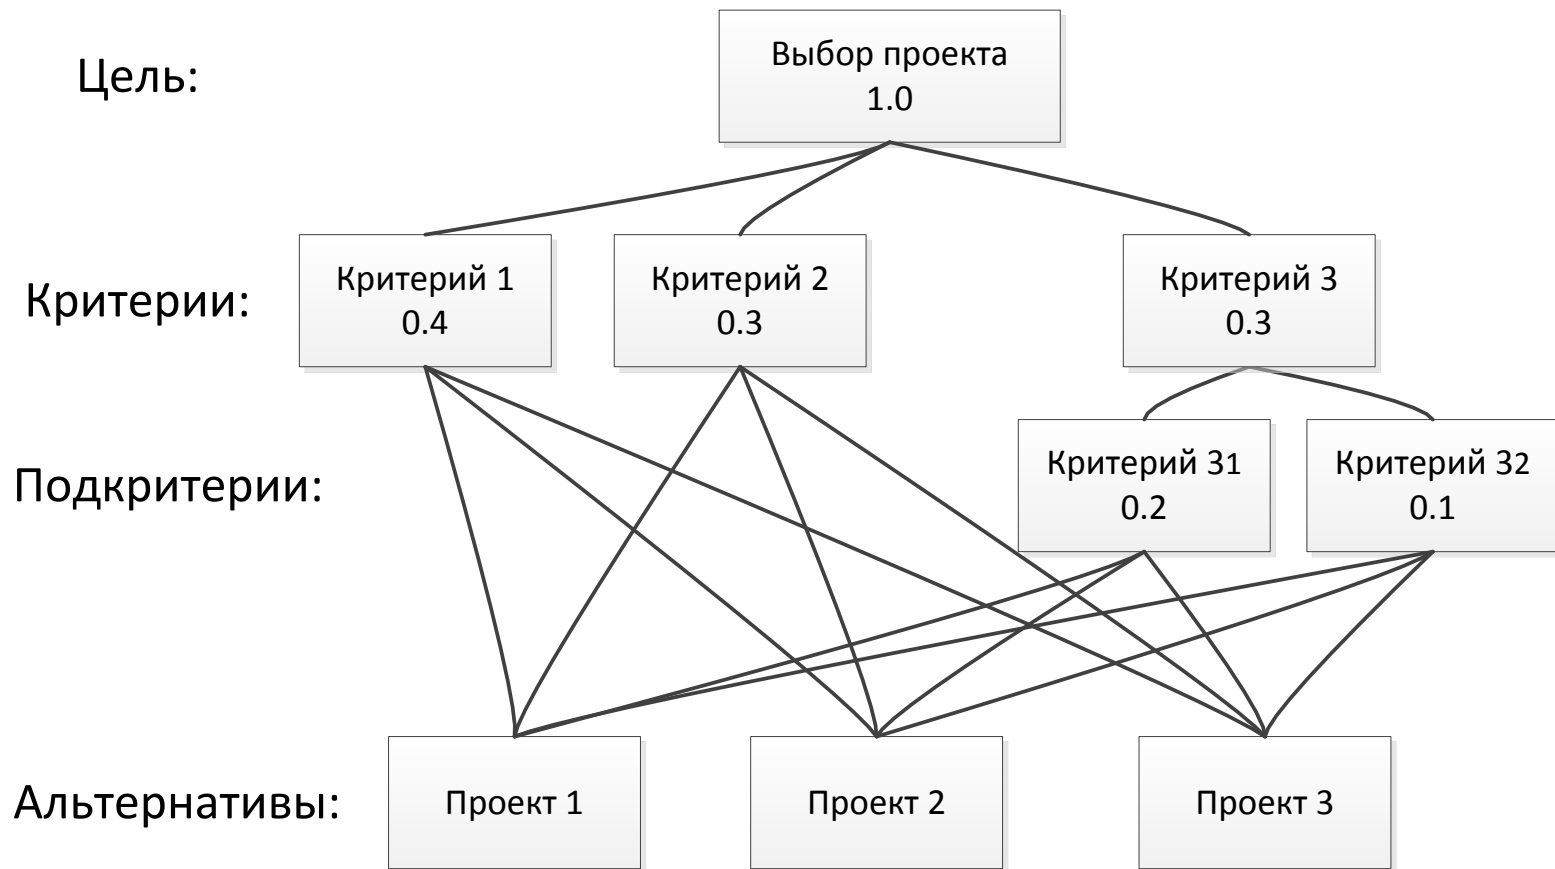 Цель:
Выбор проекта
1.0
Критерии:
Критерий 1
0.4
Критерий 2
0.3
Критерий 3
0.3
Подкритерии:
Критерий 31
0.2
Критерий 32
0.1
Альтернативы:
Проект 1
Проект 2
Проект 3